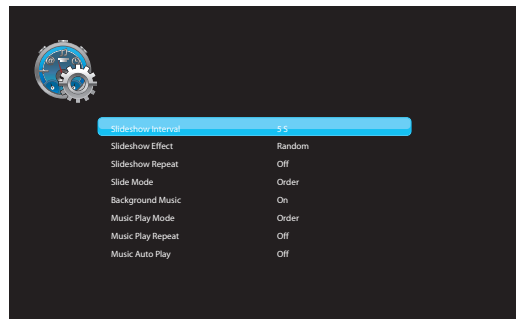 Slideshow Interval 5 S
Slideshow Effect Random
Slideshow Repeat Off
Slide Mode Order
Background Music On
Music Play Mode Order
Music Play Repeat Off
Music Auto Play Off